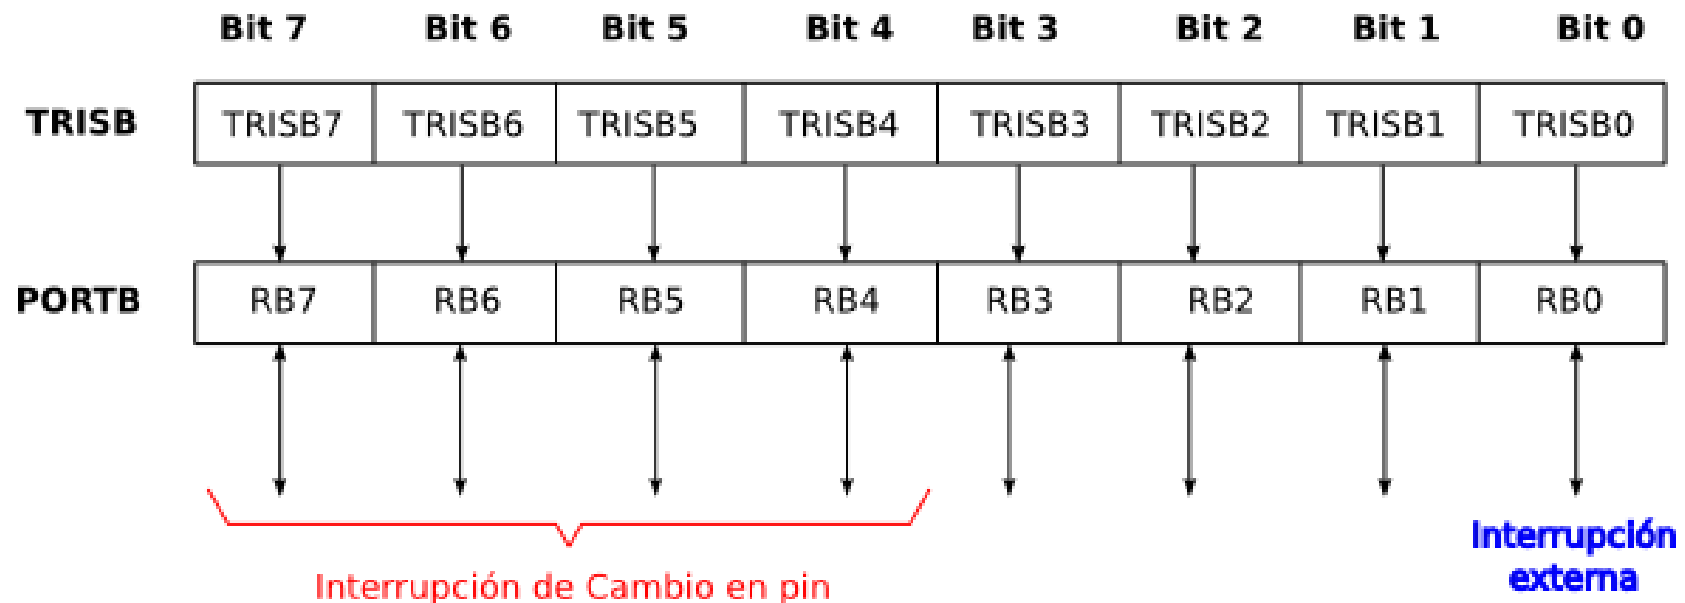 Bit 7 Bit 6 Bit 5 Bit 4 Bit 3 Bit 2 Bit 1 Bit 0
TRISB TRISB7 TRISB6 TRISB5 TRISB4 TRISB3 TRISB2 TRISB1 TRISB0
PORTB RB7 RB6 RB5 RB4 RB3 RB2 RB1 RB0
Interrupción de Cambio en pin
Interrupción
externa